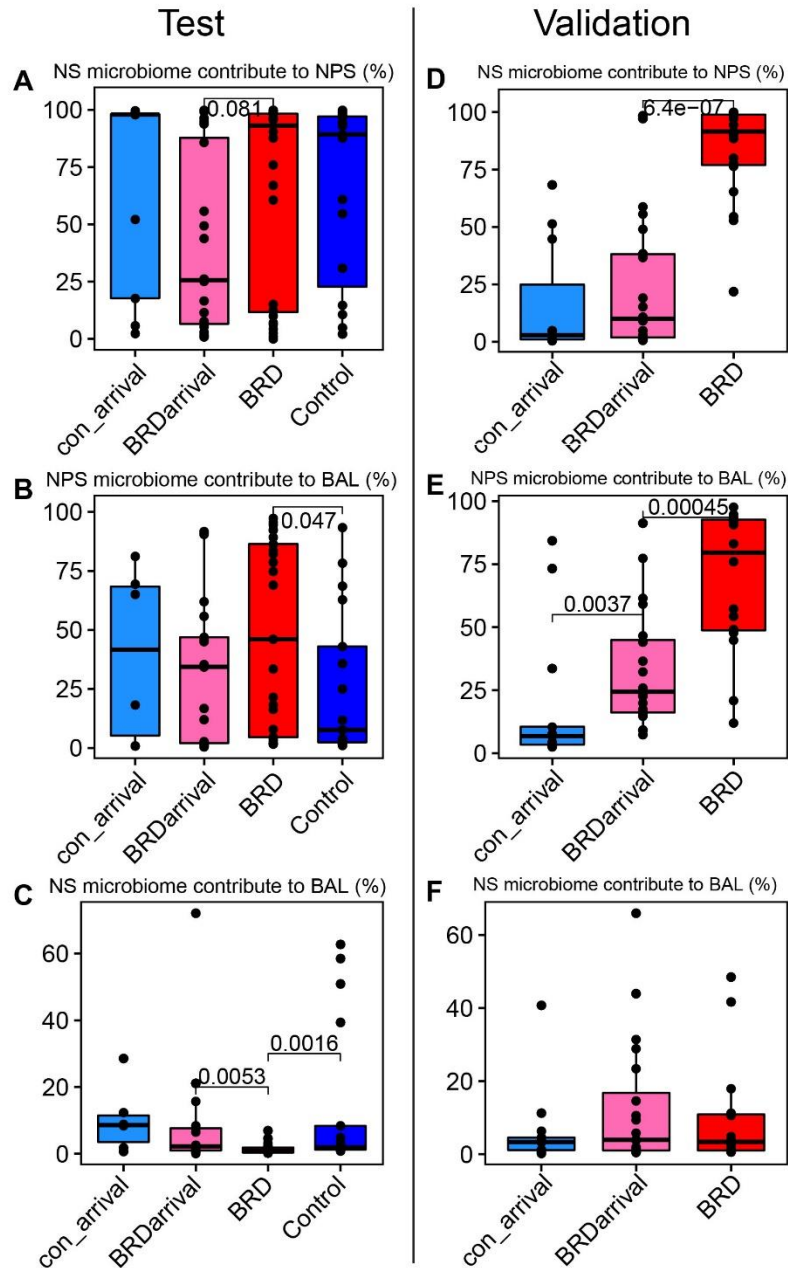 Test
Validation
A
NS microbiome contribute to NPS (%)
100
75
50
25
0
0.081
con_arrival
BRDarrival
BRD
Control
D
NS microbiome contribute to NPS (%)
100
75
50
25
0
6.4e−07
con_arrival
BRDarrival
BRD
B
NPS microbiome contribute to BAL (%)
100
75
50
25
0
0.047
con_arrival
BRDarrival
BRD
Control
E
NPS microbiome contribute to BAL (%)
100
75
50
25
0
0.00045
0.0037
con_arrival
BRDarrival
BRD
C
NS microbiome contribute to BAL (%)
60
40
20
0
0.0053
0.0016
con_arrival
BRDarrival
BRD
Control
F
NS microbiome contribute to BAL (%)
60
40
20
0
con_arrival
BRDarrival
BRD